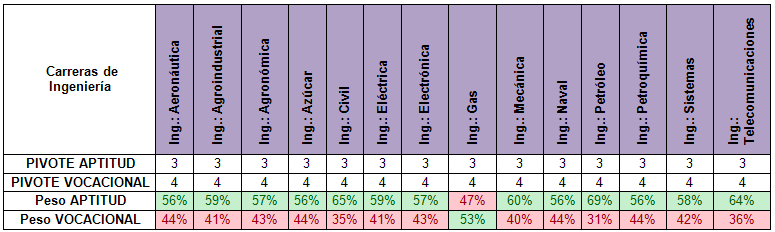 Carreras de
Ingeniería
Ing.: Aeronáutica
Ing.: Agroindustrial
Ing.: Agronómica
Ing.: Azúcar
Ing.: Civil
Ing.: Eléctrica
Ing.: Electrónica
Ing.: Gas
Ing.: Mecánica
Ing.: Naval
Ing.: Petróleo
Ing.: Petroquímica
Ing.: Sistemas
Ing.:
Telecomunicaciones
PIVOTE APTITUD 3 3 3 3 3 3 3 3 3 3 3 3 3 3
PIVOTE VOCACIONAL 4 4 4 4 4 4 4 4 4 4 4 4 4 4
Peso APTITUD 56% 59% 57% 56% 65% 59% 57% 47% 60% 56% 69% 56% 58% 64%
Peso VOCACIONAL 44% 41% 43% 44% 35% 41% 43% 53% 40% 44% 31% 44% 42% 36%